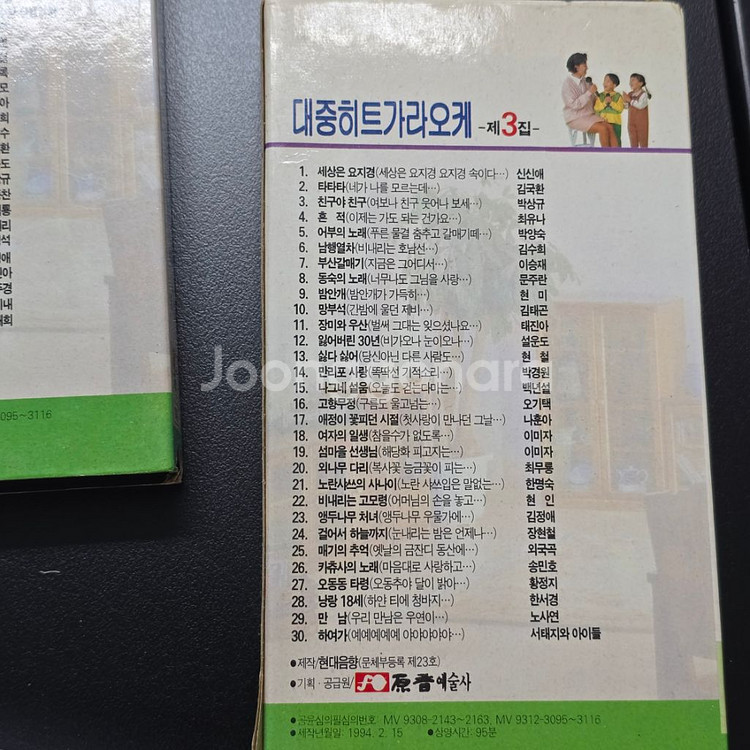 대중히트가라오케 -제3집-
1. 세상은 요지경(세상은 요지경 요지경 속이다…) 신신애
2. 타타타(네가 나를 모르는데…) 김국환
3. 친구야 친구(여보나 친구 웃어나 보세…) 박상규
4. 흔 적(이제는 가도 되는 건가요…) 최유나
5. 어부의 노래(푸른 물결 춤추고 갈매기떼…) 박양숙
6. 남행열차(비내리는 호남선…) 김수희
7. 부산갈매기(지금은 그어디서…) 이승재
8. 동숙의 노래(너무나도 그님을 사랑…) 문주란
9. 밤안개(밤안개가 가득히…) 현 미
10. 망부석(간밤에 울던 제비…) 김태곤
11. 장미와 우산(벌써 그대는 잊으셨나요…) 태진아
12. 잃어버린 30년(비가오나 눈이오나…) 설운도
13. 싫다 싫어(당신아닌 다른 사람도…) 현 철
14. 만리포 사랑(똑딱선 기적소리…) 박경원
15. 나그네 설움(오늘도 걷는다마는…) 백년설
16. 고향무정(구름도 울고넘는…) 오기택
17. 애정이 꽃피던 시절(첫사랑이 만나던 그날…) 나훈아
18. 여자의 일생(참을수가 없도록…) 이미자
19. 섬마을 선생님(해당화 피고지는…) 이미자
20. 외나무 다리(복사꽃 능금꽃이 피는…) 최무룡
21. 노란샤쓰의 사나이(노란 샤쓰입은 말없는…) 한명숙
22. 비내리는 고모령(어머님의 손을 놓고…) 현 인
23. 앵두나무 처녀(앵두나무 우물가에…) 김정애
24. 걸어서 하늘까지(눈내리는 밤은 언제나…) 장현철
25. 매기의 추억(옛날의 금잔디 동산에…) 외국곡
26. 카츄샤의 노래(마음대로 사랑하고…) 송민호
27. 오동동 타령(오동추야 달이 밝아…) 황정지
28. 낭랑 18세(하얀 티에 청바지…) 한서경
29. 만 남(우리 만남은 우연이…) 노사연
30. 하여가(예예예예예 야야야야야…) 서태지와 아이들
●제작/현대음향(문체부등록 제23호)
●기획·공급원/ 原音예술사
●공윤심의필심의번호 MV 9308-2143~2163, MV 9312-3095~3116
●제작년월일: 1994. 2. 15 ●상영시간: 95분
3095~3116